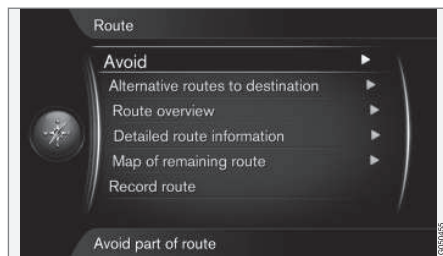 Route
Avoid
Alternative routes to destination
Route overview
Detailed route information
Map of remaining route
Record route
Avoid part of route
G050455